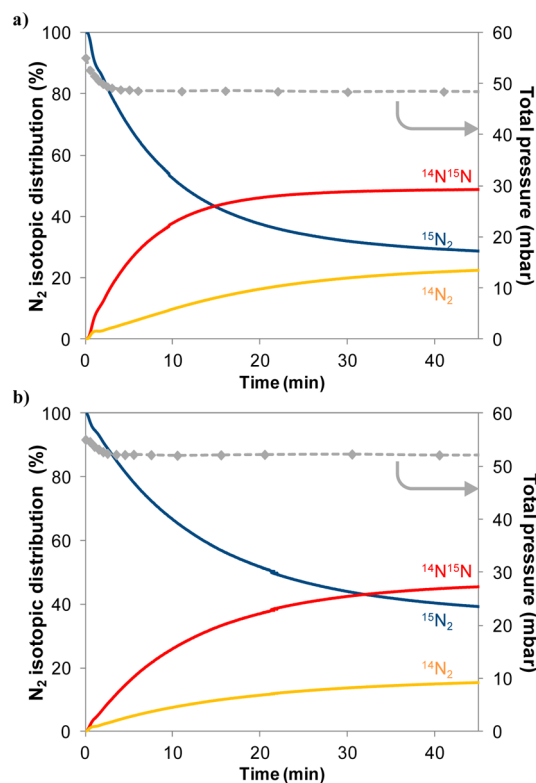 a)
N₂ isotopic distribution (%)
100
80
60
40
20
0
0
10
20
30
40
Time (min)
60
50
40
30
20
10
0
Total pressure (mbar)
¹⁴N¹⁵N
¹⁵N₂
¹⁴N₂
b)
N₂ isotopic distribution (%)
100
80
60
40
20
0
0
10
20
30
40
Time (min)
60
50
40
30
20
10
0
Total pressure (mbar)
¹⁴N¹⁵N
¹⁵N₂
¹⁴N₂